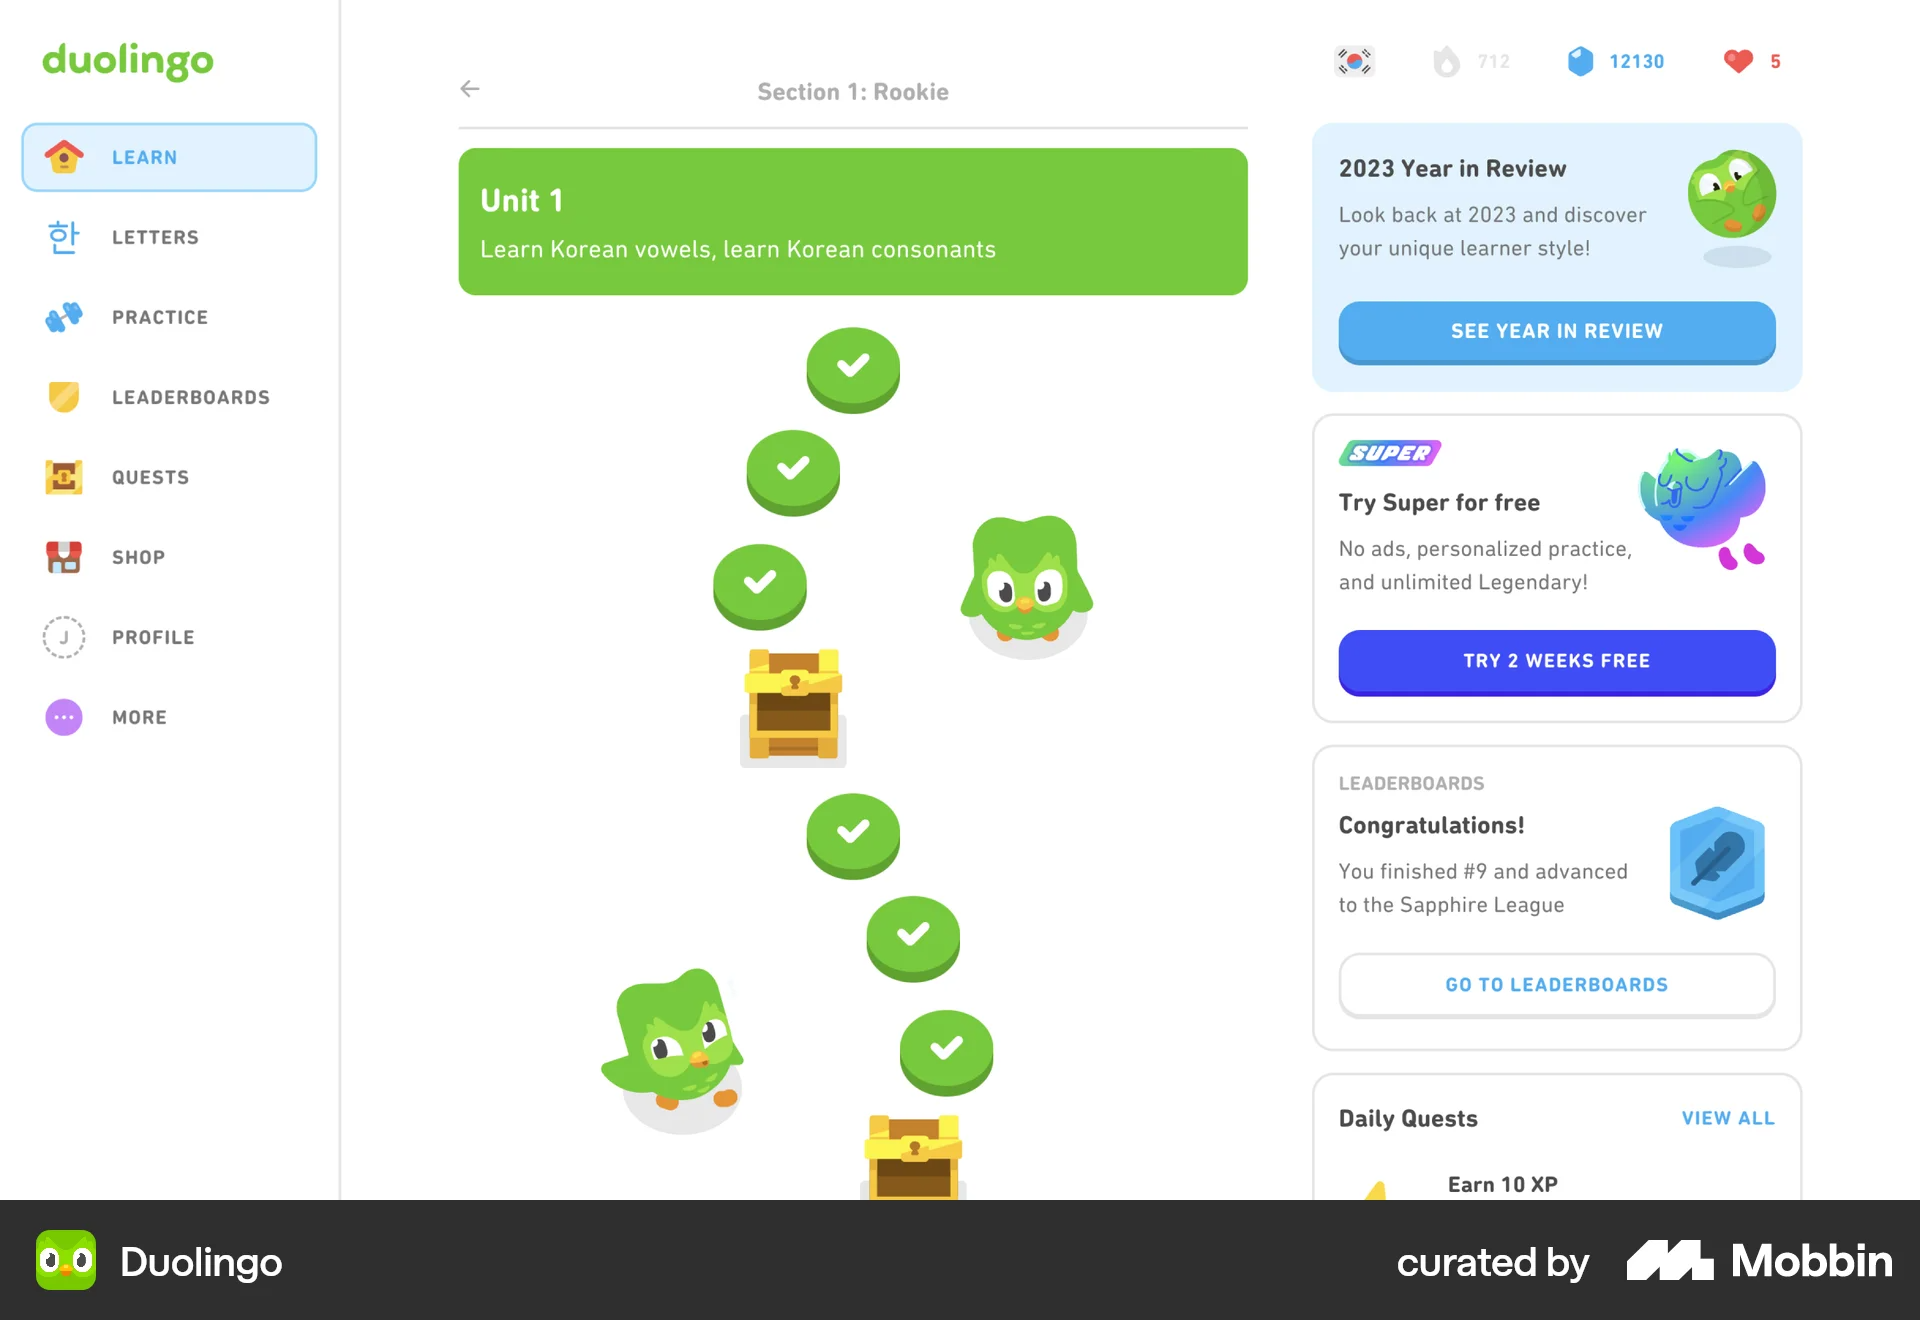 duolingo
LEARN
한
LETTERS
PRACTICE
LEADERBOARDS
QUESTS
SHOP
J
PROFILE
MORE
Section 1: Rookie
Unit 1
Learn Korean vowels, learn Korean consonants
712
12130
5
2023 Year in Review
Look back at 2023 and discover
your unique learner style!
SEE YEAR IN REVIEW
SUPER
Try Super for free
No ads, personalized practice,
and unlimited Legendary!
TRY 2 WEEKS FREE
LEADERBOARDS
Congratulations!
You finished #9 and advanced
to the Sapphire League
GO TO LEADERBOARDS
Daily Quests
VIEW ALL
Earn 10 XP
Duolingo
curated by
Mobbin